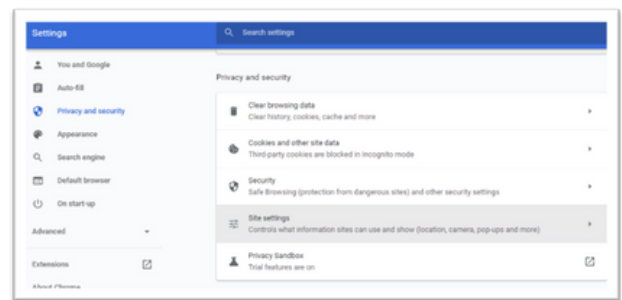 Settings
Search settings
You and Google
Auto-fill
Privacy and security
Appearance
Search engine
Default browser
On start-up
Advanced
Extensions
About Chrome
Privacy and security
Clear browsing data
Clear history, cookies, cache and more
Cookies and other site data
Third-party cookies are blocked in Incognito mode
Security
Safe Browsing (protection from dangerous sites) and other security settings
Site settings
Controls what information sites can use and show (location, camera, pop-ups and more)
Privacy Sandbox
Trial features are on